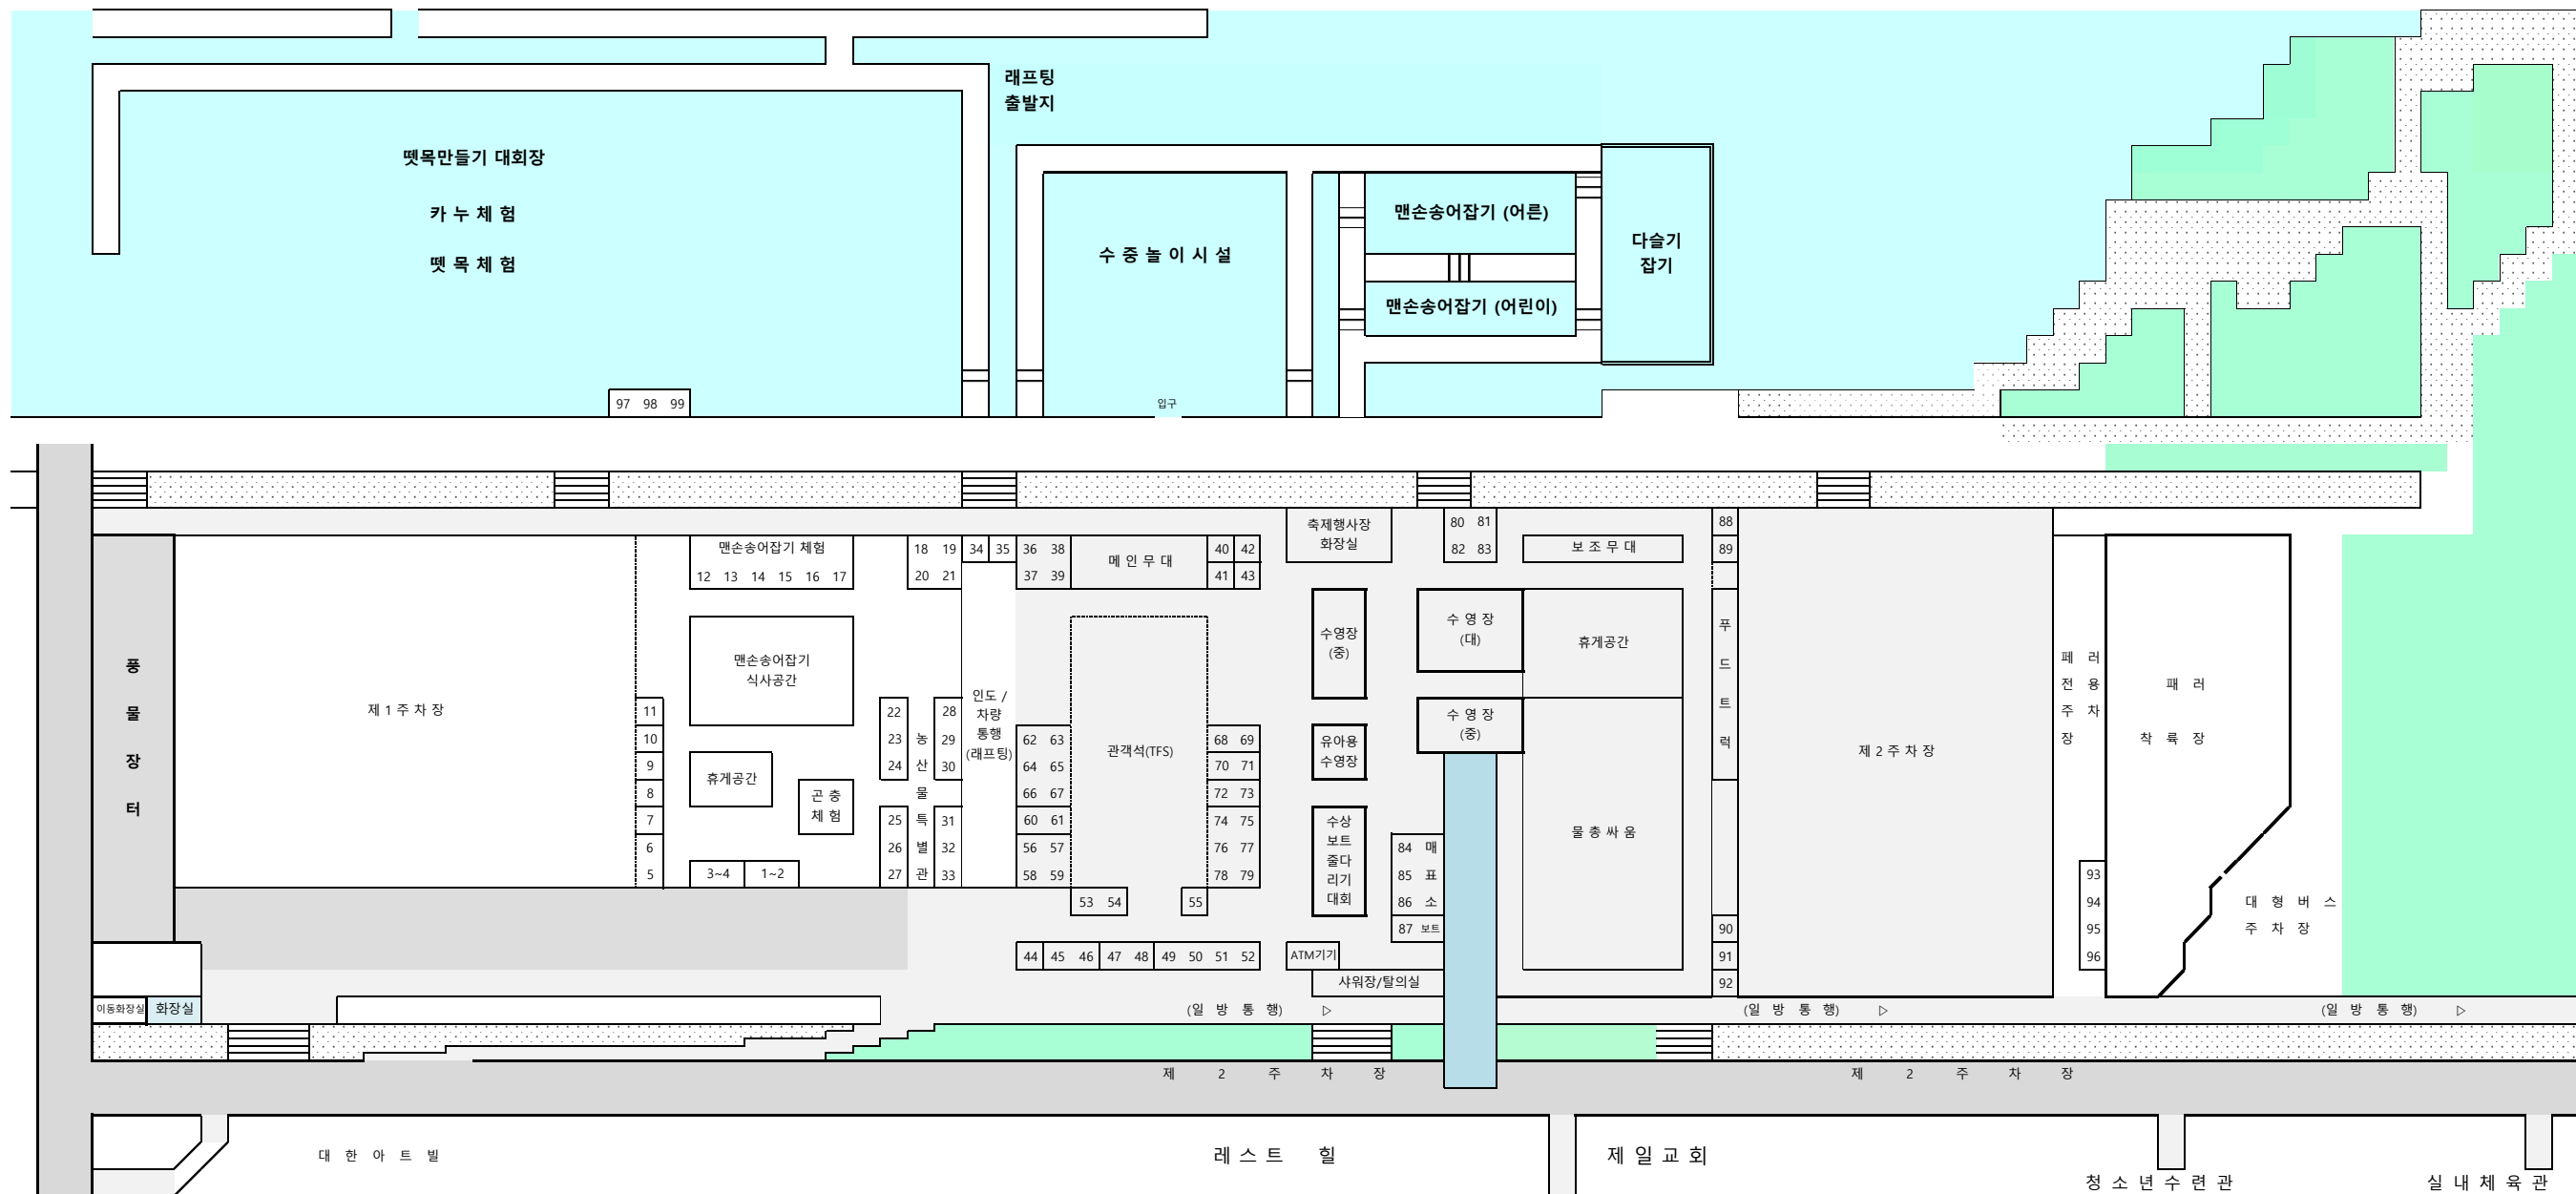 래프팅
출발지
뗏목만들기 대회장
카 누 체 험
뗏 목 체 험
수 중 놀 이 시 설
맨손송어잡기 (어른)
맨손송어잡기 (어린이)
다슬기
잡기
97 98 99
입구
풍
물
장
터
제 1 주 차 장
11
10
9
8
7
6
5
맨손송어잡기 체험
12 13 14 15 16 17
맨손송어잡기
식사공간
휴게공간
곤 충
체 험
3~4 1~2
18 19
20 21
22
23
24
25
26
27
농
산
물
특
별
관
28
29
30
31
32
33
34 35
인도 /
차량
통행
(래프팅)
36 38
37 39
메 인 무 대
40 42
41 43
62 63
64 65
66 67
60 61
56 57
58 59
관객석(TFS)
68 69
70 71
72 73
74 75
76 77
78 79
53 54
55
44 45 46 47 48 49 50 51 52
축제행사장
화장실
수영장
(중)
유아용
수영장
수상
보트
줄다
리기
대회
ATM기기
샤워장/탈의실
80 81
82 83
수 영 장
(대)
수 영 장
(중)
84 매
85 표
86 소
87 보트
보 조 무 대
휴게공간
물 총 싸 움
88
89
푸
드
트
럭
90
91
92
제 2 주 차 장
페 러
전 용
주 차
장
패 러
착 륙 장
93
94
95
96
대 형 버 스
주 차 장
이동화장실 화장실
(일 방 통 행) ▷
(일 방 통 행) ▷
(일 방 통 행) ▷
제 2 주 차 장
제 2 주 차 장
대 한 아 트 빌
레 스 트 힐
제 일 교 회
청 소 년 수 련 관
실 내 체 육 관